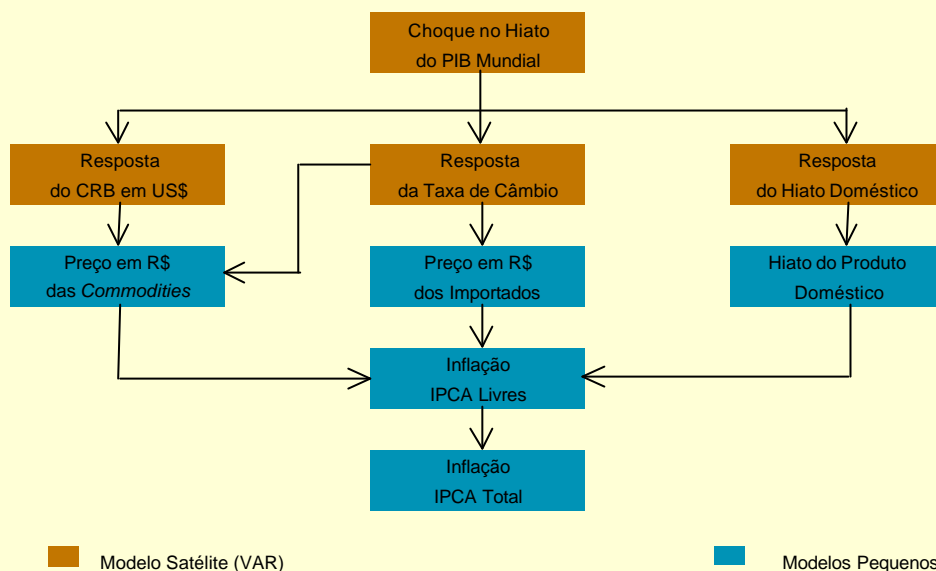 Choque no Hiato
do PIB Mundial
Resposta
do CRB em US$
Resposta
da Taxa de Câmbio
Resposta
do Hiato Doméstico
Preço em R$
das Commodities
Preço em R$
dos Importados
Hiato do Produto
Doméstico
Inflação
IPCA Livres
Inflação
IPCA Total
Modelo Satélite (VAR)
Modelos Pequenos